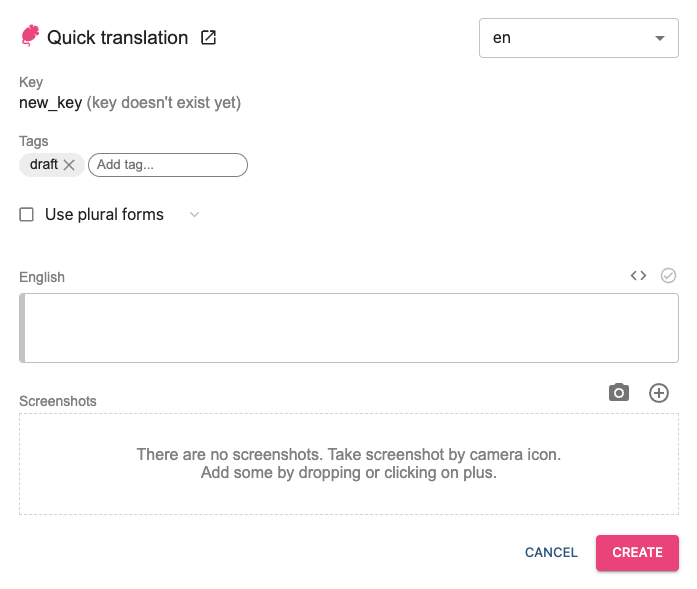 Quick translation
en
Key
new_key (key doesn't exist yet)
Tags
draft
Add tag...
Use plural forms
English
Screenshots
There are no screenshots. Take screenshot by camera icon.
Add some by dropping or clicking on plus.
CANCEL
CREATE